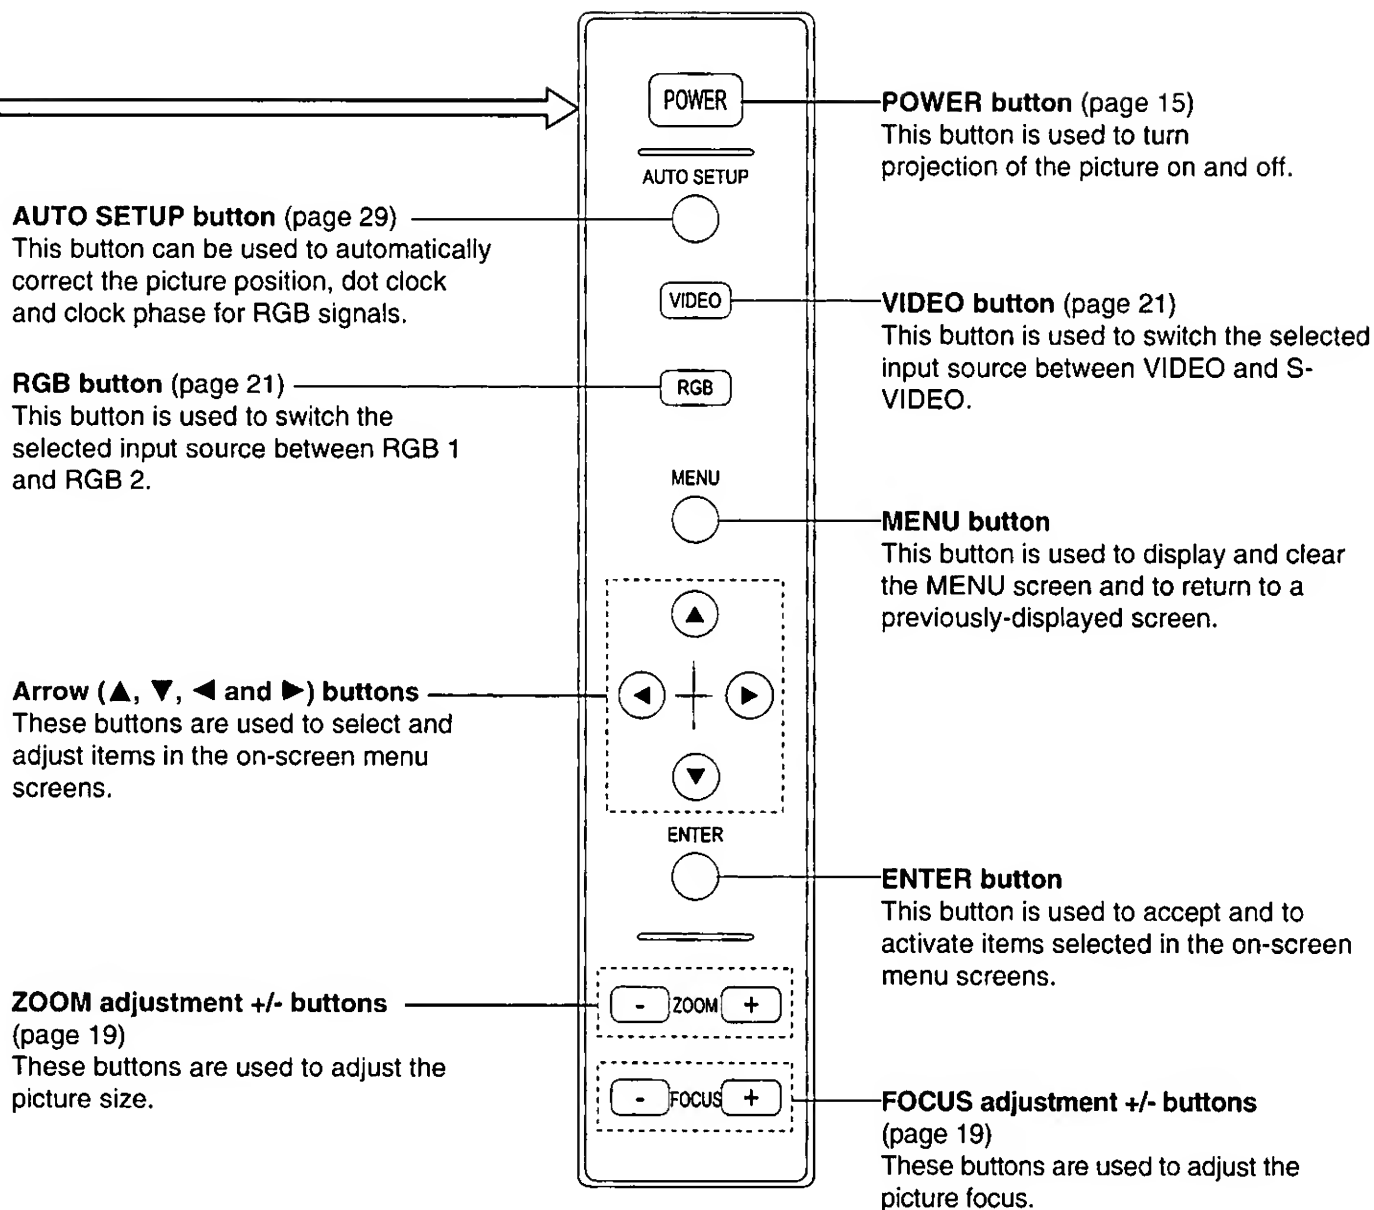 POWER
POWER button (page 15)
This button is used to turn
projection of the picture on and off.
AUTO SETUP
AUTO SETUP button (page 29)
This button can be used to automatically
correct the picture position, dot clock
and clock phase for RGB signals.
VIDEO
VIDEO button (page 21)
This button is used to switch the selected
input source between VIDEO and S-
VIDEO.
RGB button (page 21)
This button is used to switch the
selected input source between RGB 1
and RGB 2.
RGB
MENU
MENU button
This button is used to display and clear
the MENU screen and to return to a
previously-displayed screen.
Arrow (▲, ▼, ◀ and ▶) buttons
These buttons are used to select and
adjust items in the on-screen menu
screens.
▲
◀ ▶
▼
ENTER
ENTER button
This button is used to accept and to
activate items selected in the on-screen
menu screens.
ZOOM adjustment +/- buttons
(page 19)
These buttons are used to adjust the
picture size.
- ZOOM +
- FOCUS +
FOCUS adjustment +/- buttons
(page 19)
These buttons are used to adjust the
picture focus.